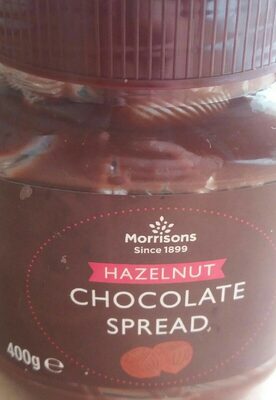 Morrisons
Since 1899
HAZELNUT
CHOCOLATE
SPREAD
400g ℮